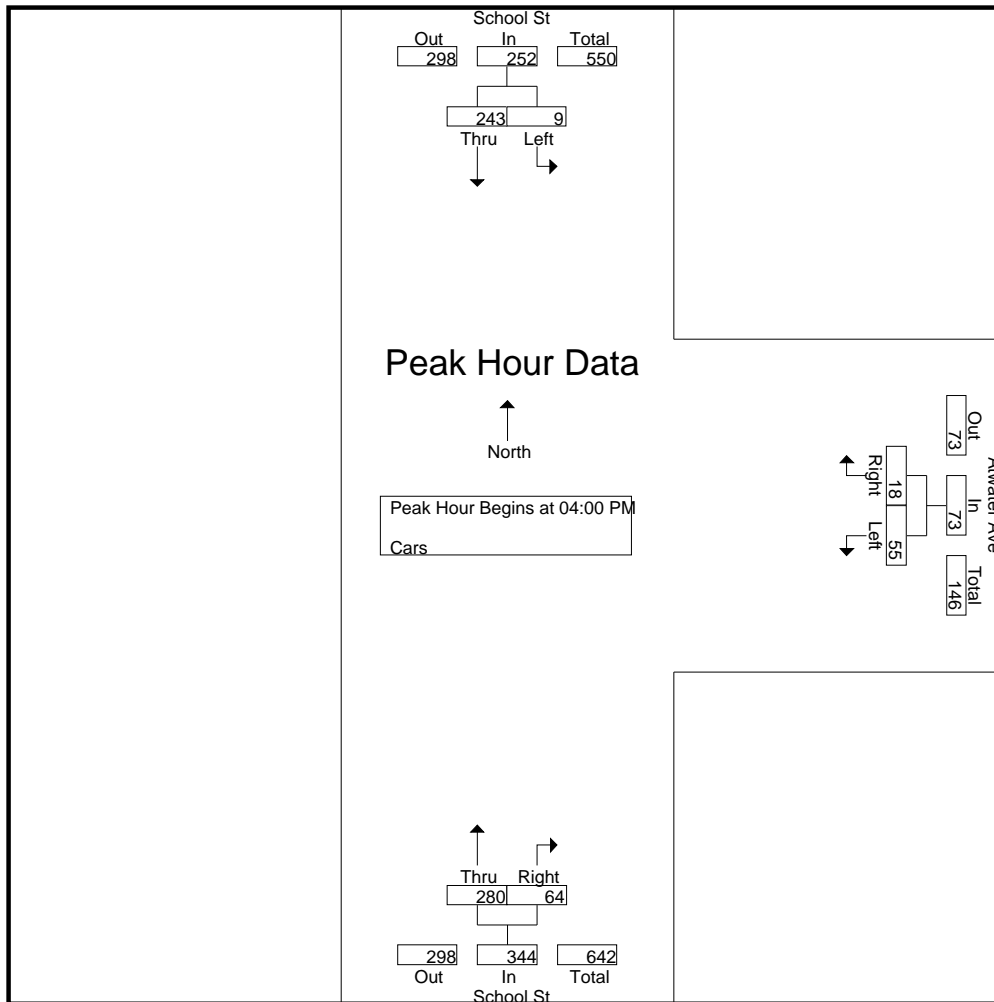 School St
Out In Total
298 252 550
243 9
Thru Left
Peak Hour Data
North
Peak Hour Begins at 04:00 PM
Cars
Out In Total
73 73 146
Atwater Ave
18 55
Right Left
Thru Right
280 64
298 344 642
Out In Total
School St